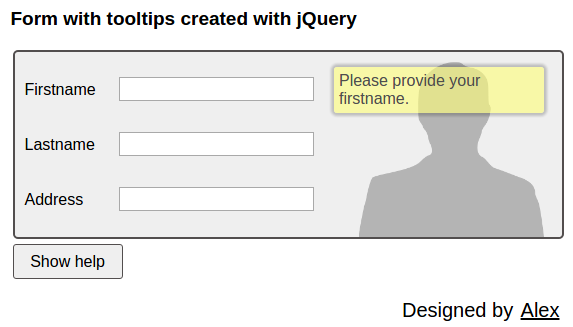 Form with tooltips created with jQuery
Firstname
Please provide your
firstname.
Lastname
Address
Show help
Designed by Alex